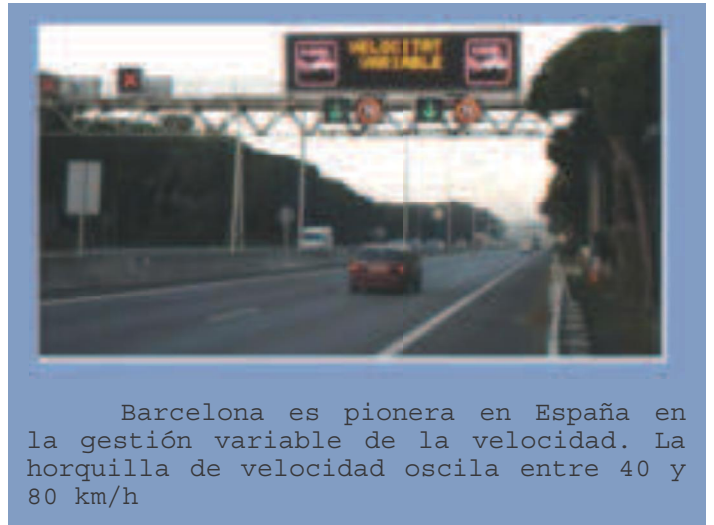 VELOCITAT
VARIABLE
Barcelona es pionera en España en
la gestión variable de la velocidad. La
horquilla de velocidad oscila entre 40 y
80 km/h